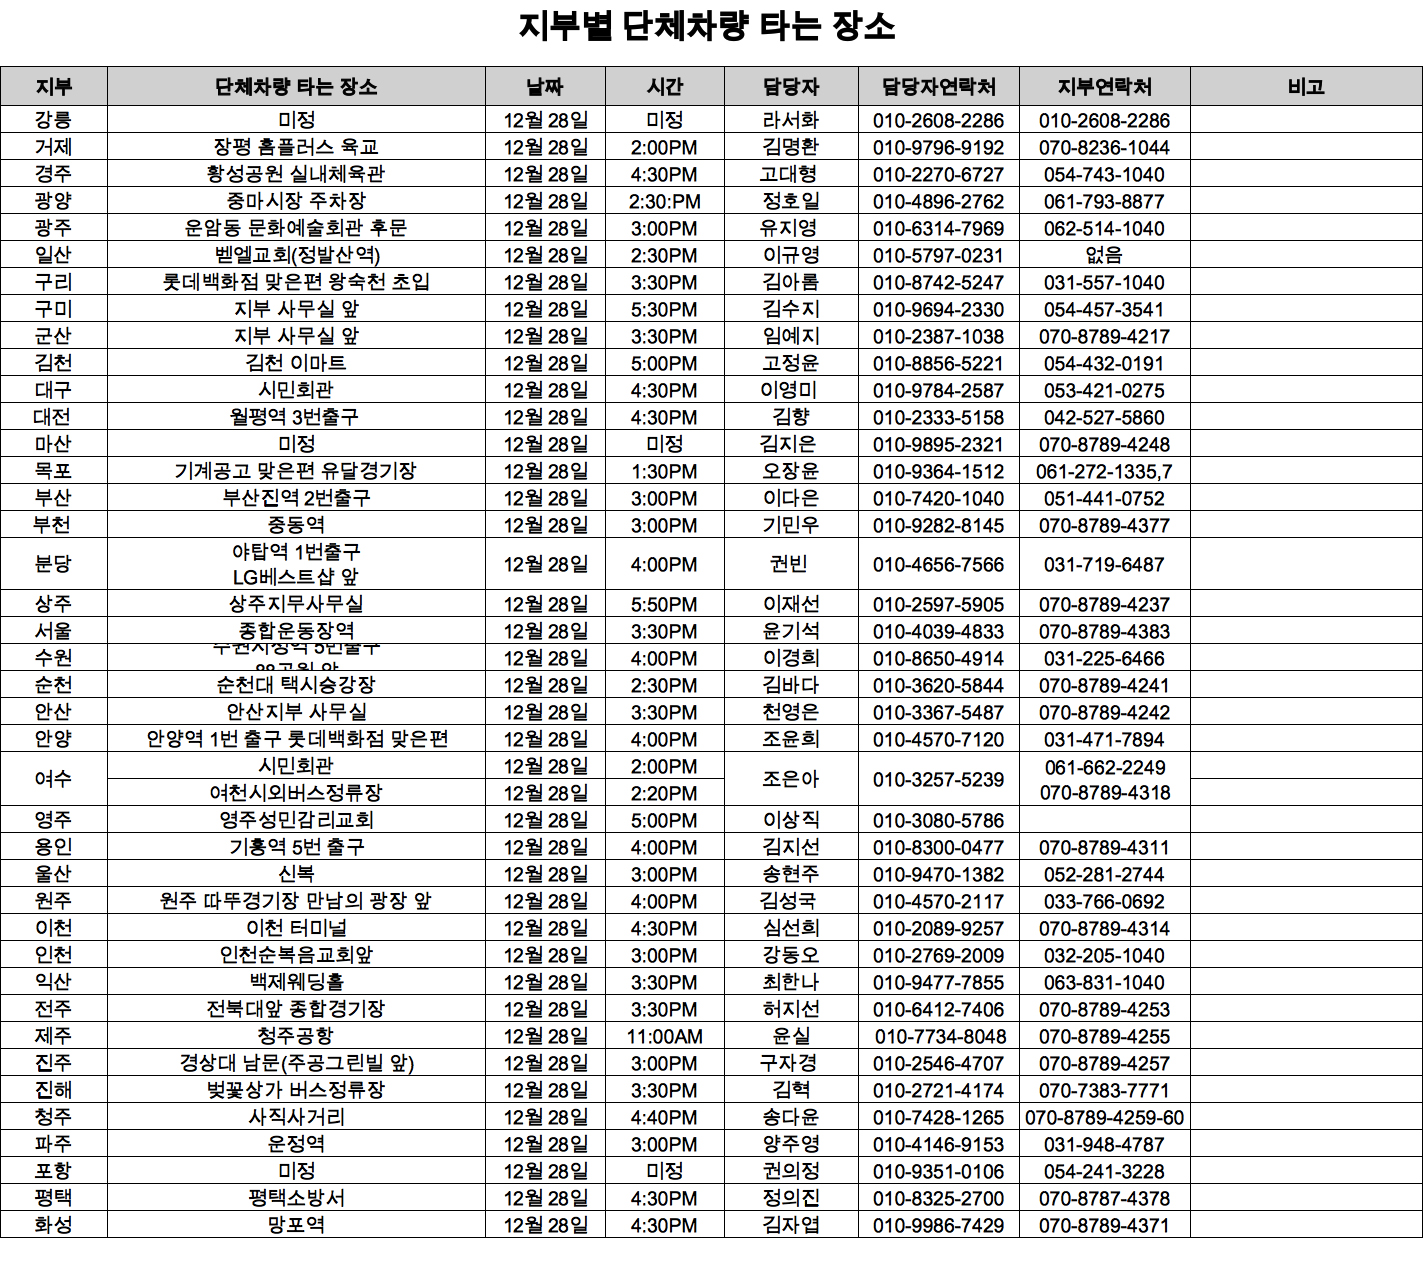 지부별 단체차량 타는 장소
지부 단체차량 타는 장소 날짜 시간 담당자 담당자연락처 지부연락처 비고
강릉 미정 12월 28일 미정 라서화 010-2608-2286 010-2608-2286
거제 장평 홈플러스 육교 12월 28일 2:00PM 김명환 010-9796-9192 070-8236-1044
경주 황성공원 실내체육관 12월 28일 4:30PM 고대형 010-2270-6727 054-743-1040
광양 중마시장 주차장 12월 28일 2:30:PM 정호일 010-4896-2762 061-793-8877
광주 운암동 문화예술회관 후문 12월 28일 3:00PM 유지영 010-6314-7969 062-514-1040
일산 벧엘교회(정발산역) 12월 28일 2:30PM 이규영 010-5797-0231 없음
구리 롯데백화점 맞은편 왕숙천 초입 12월 28일 3:30PM 김아롬 010-8742-5247 031-557-1040
구미 지부 사무실 앞 12월 28일 5:30PM 김수지 010-9694-2330 054-457-3541
군산 지부 사무실 앞 12월 28일 3:30PM 임예지 010-2387-1038 070-8789-4217
김천 김천 이마트 12월 28일 5:00PM 고정윤 010-8856-5221 054-432-0191
대구 시민회관 12월 28일 4:30PM 이영미 010-9784-2587 053-421-0275
대전 월평역 3번출구 12월 28일 4:30PM 김향 010-2333-5158 042-527-5860
마산 미정 12월 28일 미정 김지은 010-9895-2321 070-8789-4248
목포 기계공고 맞은편 유달경기장 12월 28일 1:30PM 오장윤 010-9364-1512 061-272-1335,7
부산 부산진역 2번출구 12월 28일 3:00PM 이다은 010-7420-1040 051-441-0752
부천 중동역 12월 28일 3:00PM 기민우 010-9282-8145 070-8789-4377
분당 야탑역 1번출구 12월 28일 4:00PM 권빈 010-4656-7566 031-719-6487
LG베스트샵 앞
상주 상주지무사무실 12월 28일 5:50PM 이재선 010-2597-5905 070-8789-4237
서울 종합운동장역 12월 28일 3:30PM 윤기석 010-4039-4833 070-8789-4383
수원 5번출구 12월 28일 4:00PM 이경희 010-8650-4914 031-225-6466
순천 순천대 택시승강장 12월 28일 2:30PM 김바다 010-3620-5844 070-8789-4241
안산 안산지부 사무실 12월 28일 3:30PM 천영은 010-3367-5487 070-8789-4242
안양 안양역 1번 출구 롯데백화점 맞은편 12월 28일 4:00PM 조윤희 010-4570-7120 031-471-7894
여수 시민회관 12월 28일 2:00PM 조은아 010-3257-5239 061-662-2249
여천시외버스정류장 12월 28일 2:20PM 070-8789-4318
영주 영주성민감리교회 12월 28일 5:00PM 이상직 010-3080-5786
용인 기흥역 5번 출구 12월 28일 4:00PM 김지선 010-8300-0477 070-8789-4311
울산 신복 12월 28일 3:00PM 송현주 010-9470-1382 052-281-2744
원주 원주 따뚜경기장 만남의 광장 앞 12월 28일 4:00PM 김성국 010-4570-2117 033-766-0692
이천 이천 터미널 12월 28일 4:30PM 심선희 010-2089-9257 070-8789-4314
인천 인천순복음교회앞 12월 28일 3:00PM 강동오 010-2769-2009 032-205-1040
익산 백제웨딩홀 12월 28일 3:30PM 최한나 010-9477-7855 063-831-1040
전주 전북대앞 종합경기장 12월 28일 3:30PM 허지선 010-6412-7406 070-8789-4253
제주 청주공항 12월 28일 11:00AM 윤실 010-7734-8048 070-8789-4255
진주 경상대 남문(주공그린빌 앞) 12월 28일 3:00PM 구자경 010-2546-4707 070-8789-4257
진해 벚꽃상가 버스정류장 12월 28일 3:30PM 김혁 010-2721-4174 070-7383-7771
청주 사직사거리 12월 28일 4:40PM 송다윤 010-7428-1265 070-8789-4259-60
파주 운정역 12월 28일 3:00PM 양주영 010-4146-9153 031-948-4787
포항 미정 12월 28일 미정 권의정 010-9351-0106 054-241-3228
평택 평택소방서 12월 28일 4:30PM 정의진 010-8325-2700 070-8787-4378
화성 망포역 12월 28일 4:30PM 김자엽 010-9986-7429 070-8789-4371